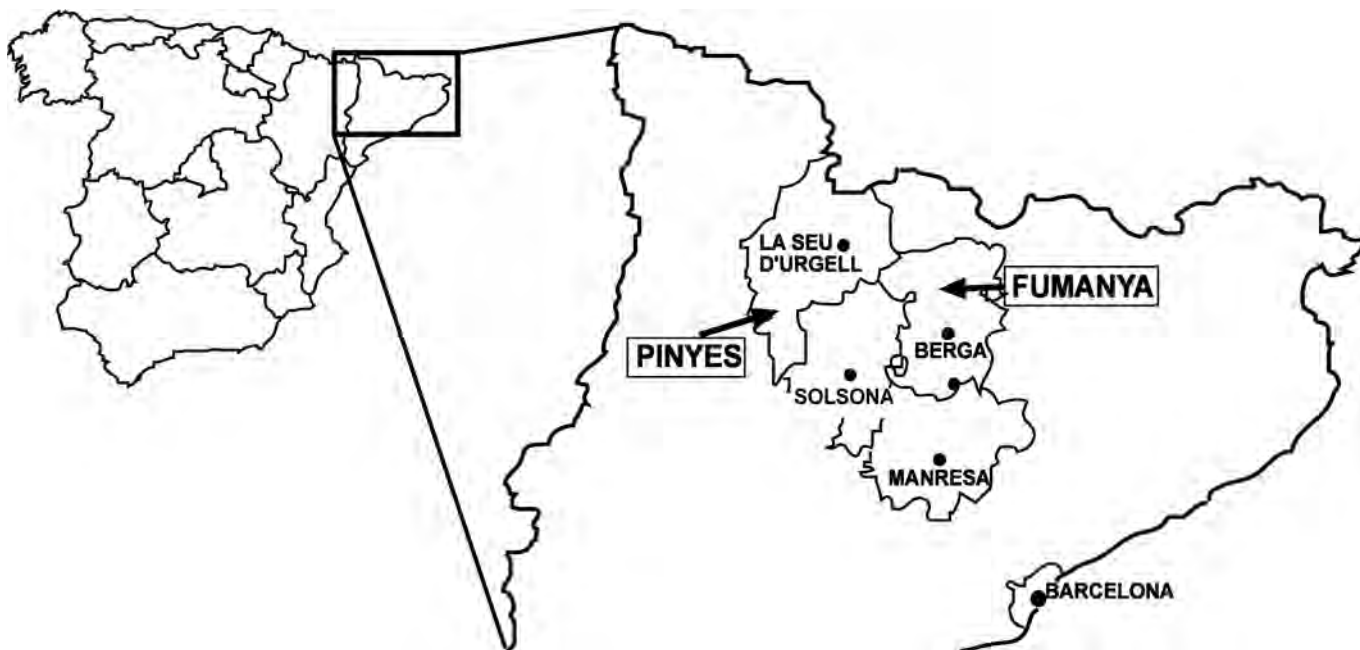 LA SEU
D'URGELL
FUMANYA
PINYES
BERGA
SOLSONA
MANRESA
BARCELONA